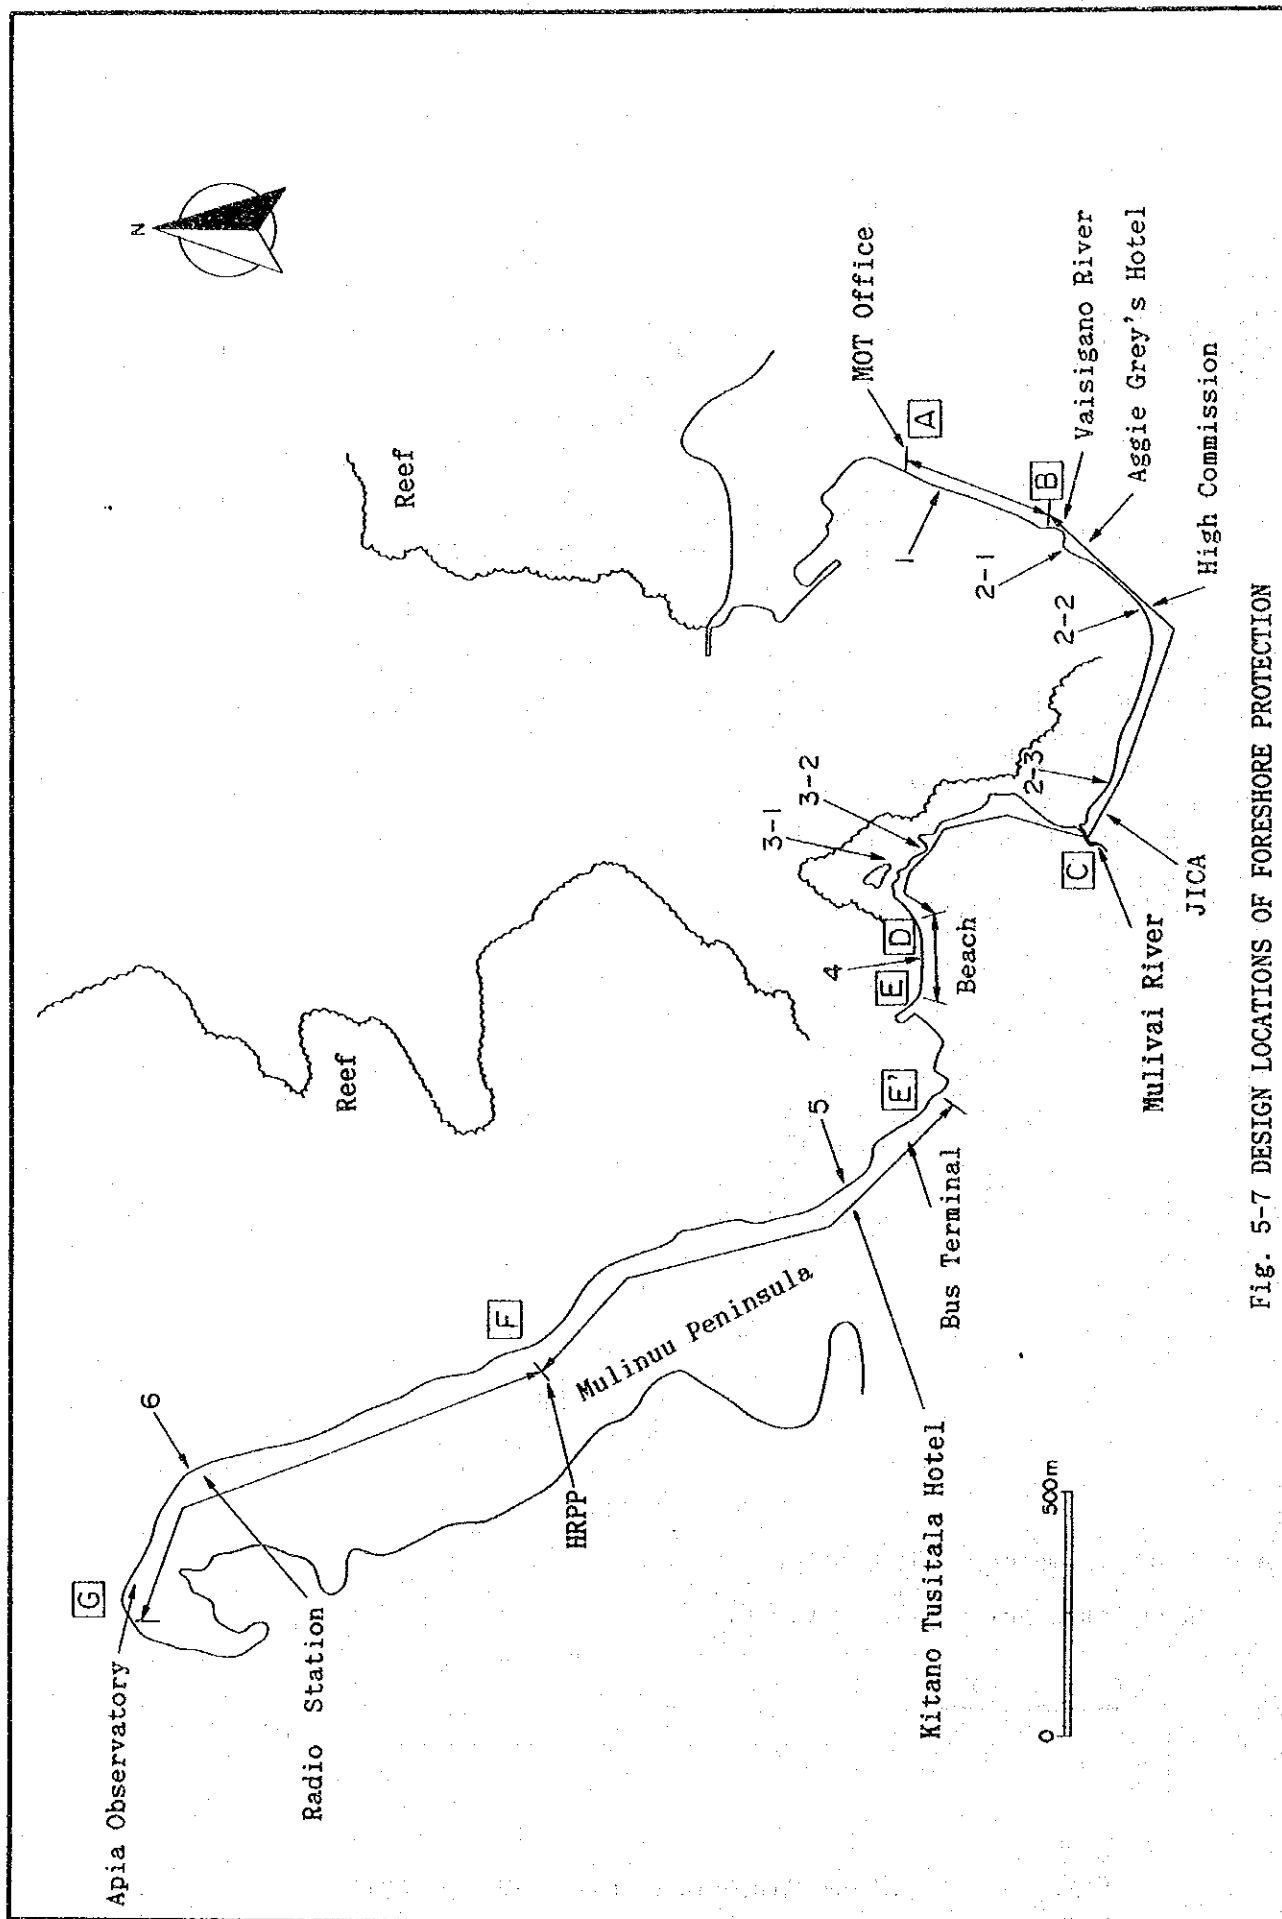 N
Reef
MOT Office
A
1
B
Vaisigano River
2-1
Aggie Grey's Hotel
2-2
High Commission
2-3
3-2
3-1
C
JICA
Mulivai River
D
4
E
Beach
Reef
E'
5
Bus Terminal
Mulinuu Peninsula
Kitano Tusitala Hotel
F
HRPP
6
G
Radio Station
Apia Observatory
0 500m
Fig. 5-7 DESIGN LOCATIONS OF FORESHORE PROTECTION